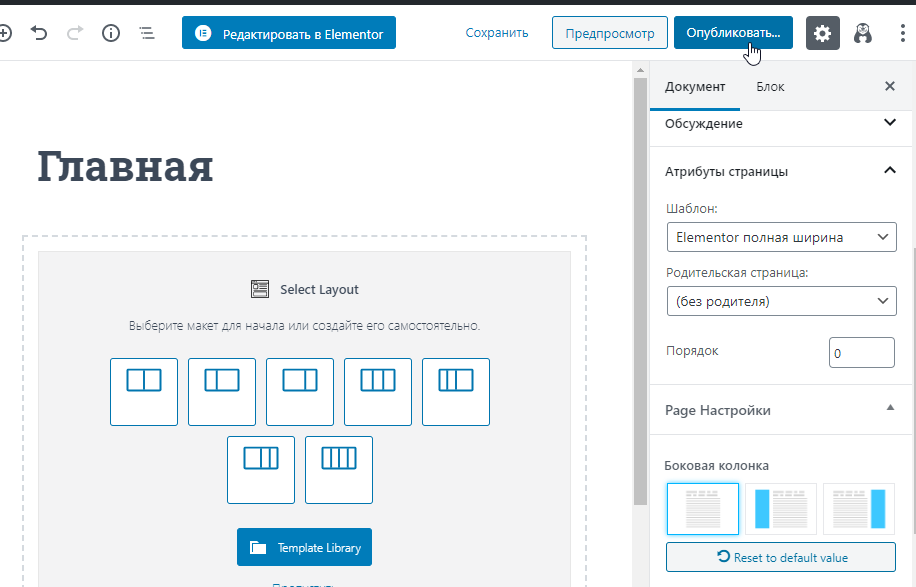 Редактировать в Elementor
Сохранить
Предпросмотр
Опубликовать...
Главная
Select Layout
Выберите макет для начала или создайте его самостоятельно.
Template Library
Документ
Блок
Обсуждение
Атрибуты страницы
Шаблон:
Elementor полная ширина
Родительская страница:
(без родителя)
Порядок
0
Page Настройки
Боковая колонка
Reset to default value